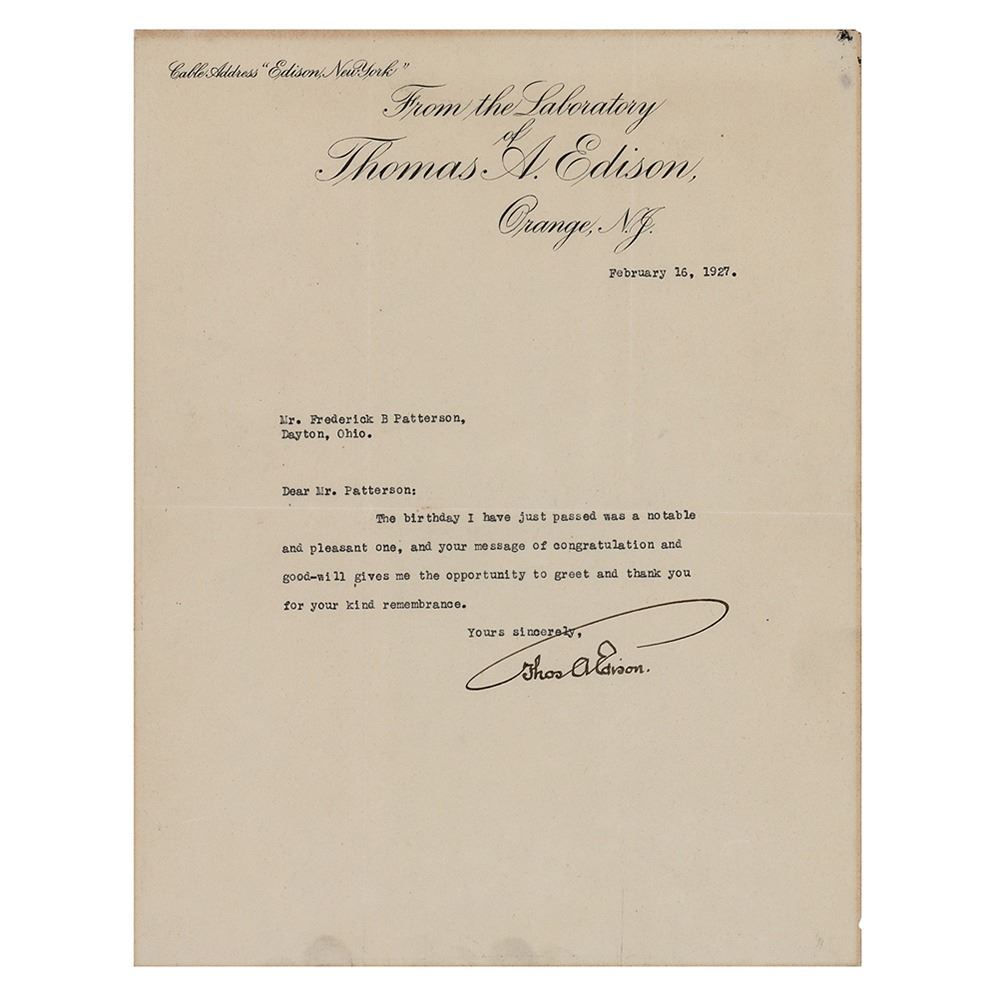 Cable Address "Edison, New York"
From the Laboratory
of
Thomas A. Edison,
Orange, N.J.
February 16, 1927.
Mr. Frederick B Patterson,
Dayton, Ohio.
Dear Mr. Patterson:
The birthday I have just passed was a notable
and pleasant one, and your message of congratulation and
good-will gives me the opportunity to greet and thank you
for your kind remembrance.
Yours sincerely,
Thos A Edison.